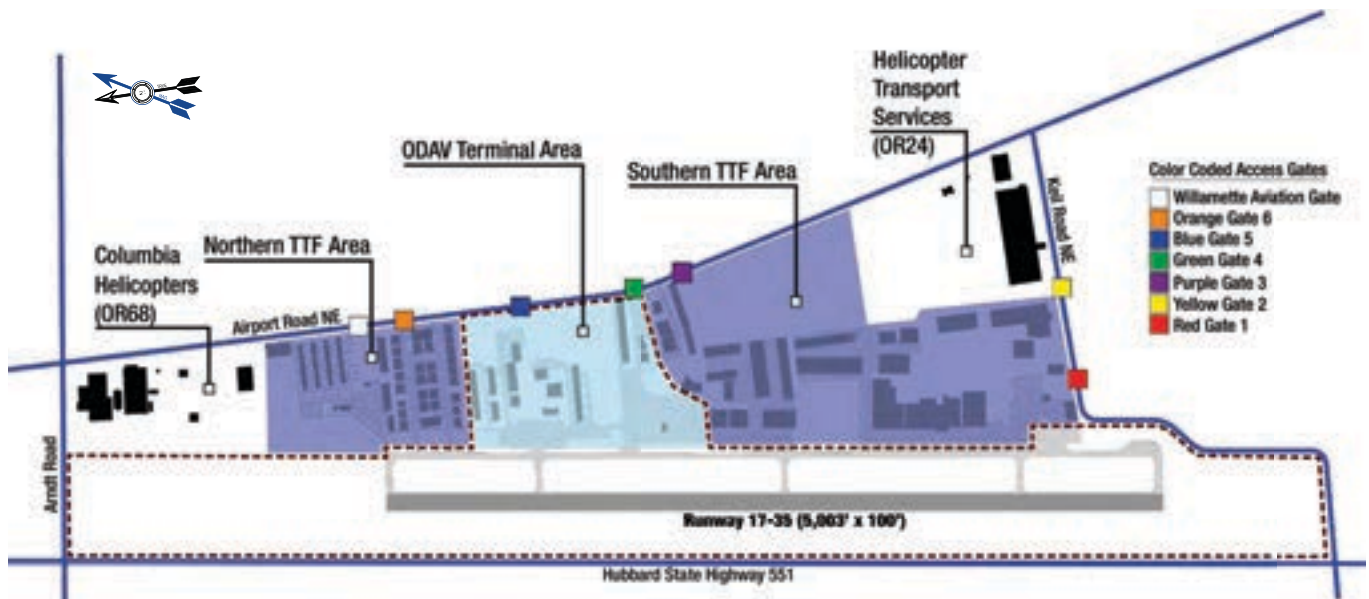 Helicopter
Transport
Services
(OR24)
ODAV Terminal Area
Southern TTF Area
Keil Road NE
Color Coded Access Gates
Willamette Aviation Gate
Orange Gate 6
Blue Gate 5
Green Gate 4
Purple Gate 3
Yellow Gate 2
Red Gate 1
Northern TTF Area
Columbia
Helicopters
(OR68)
Airport Road NE
Arndt Road
Runway 17-35 (5,003' x 100')
Hubbard State Highway 551